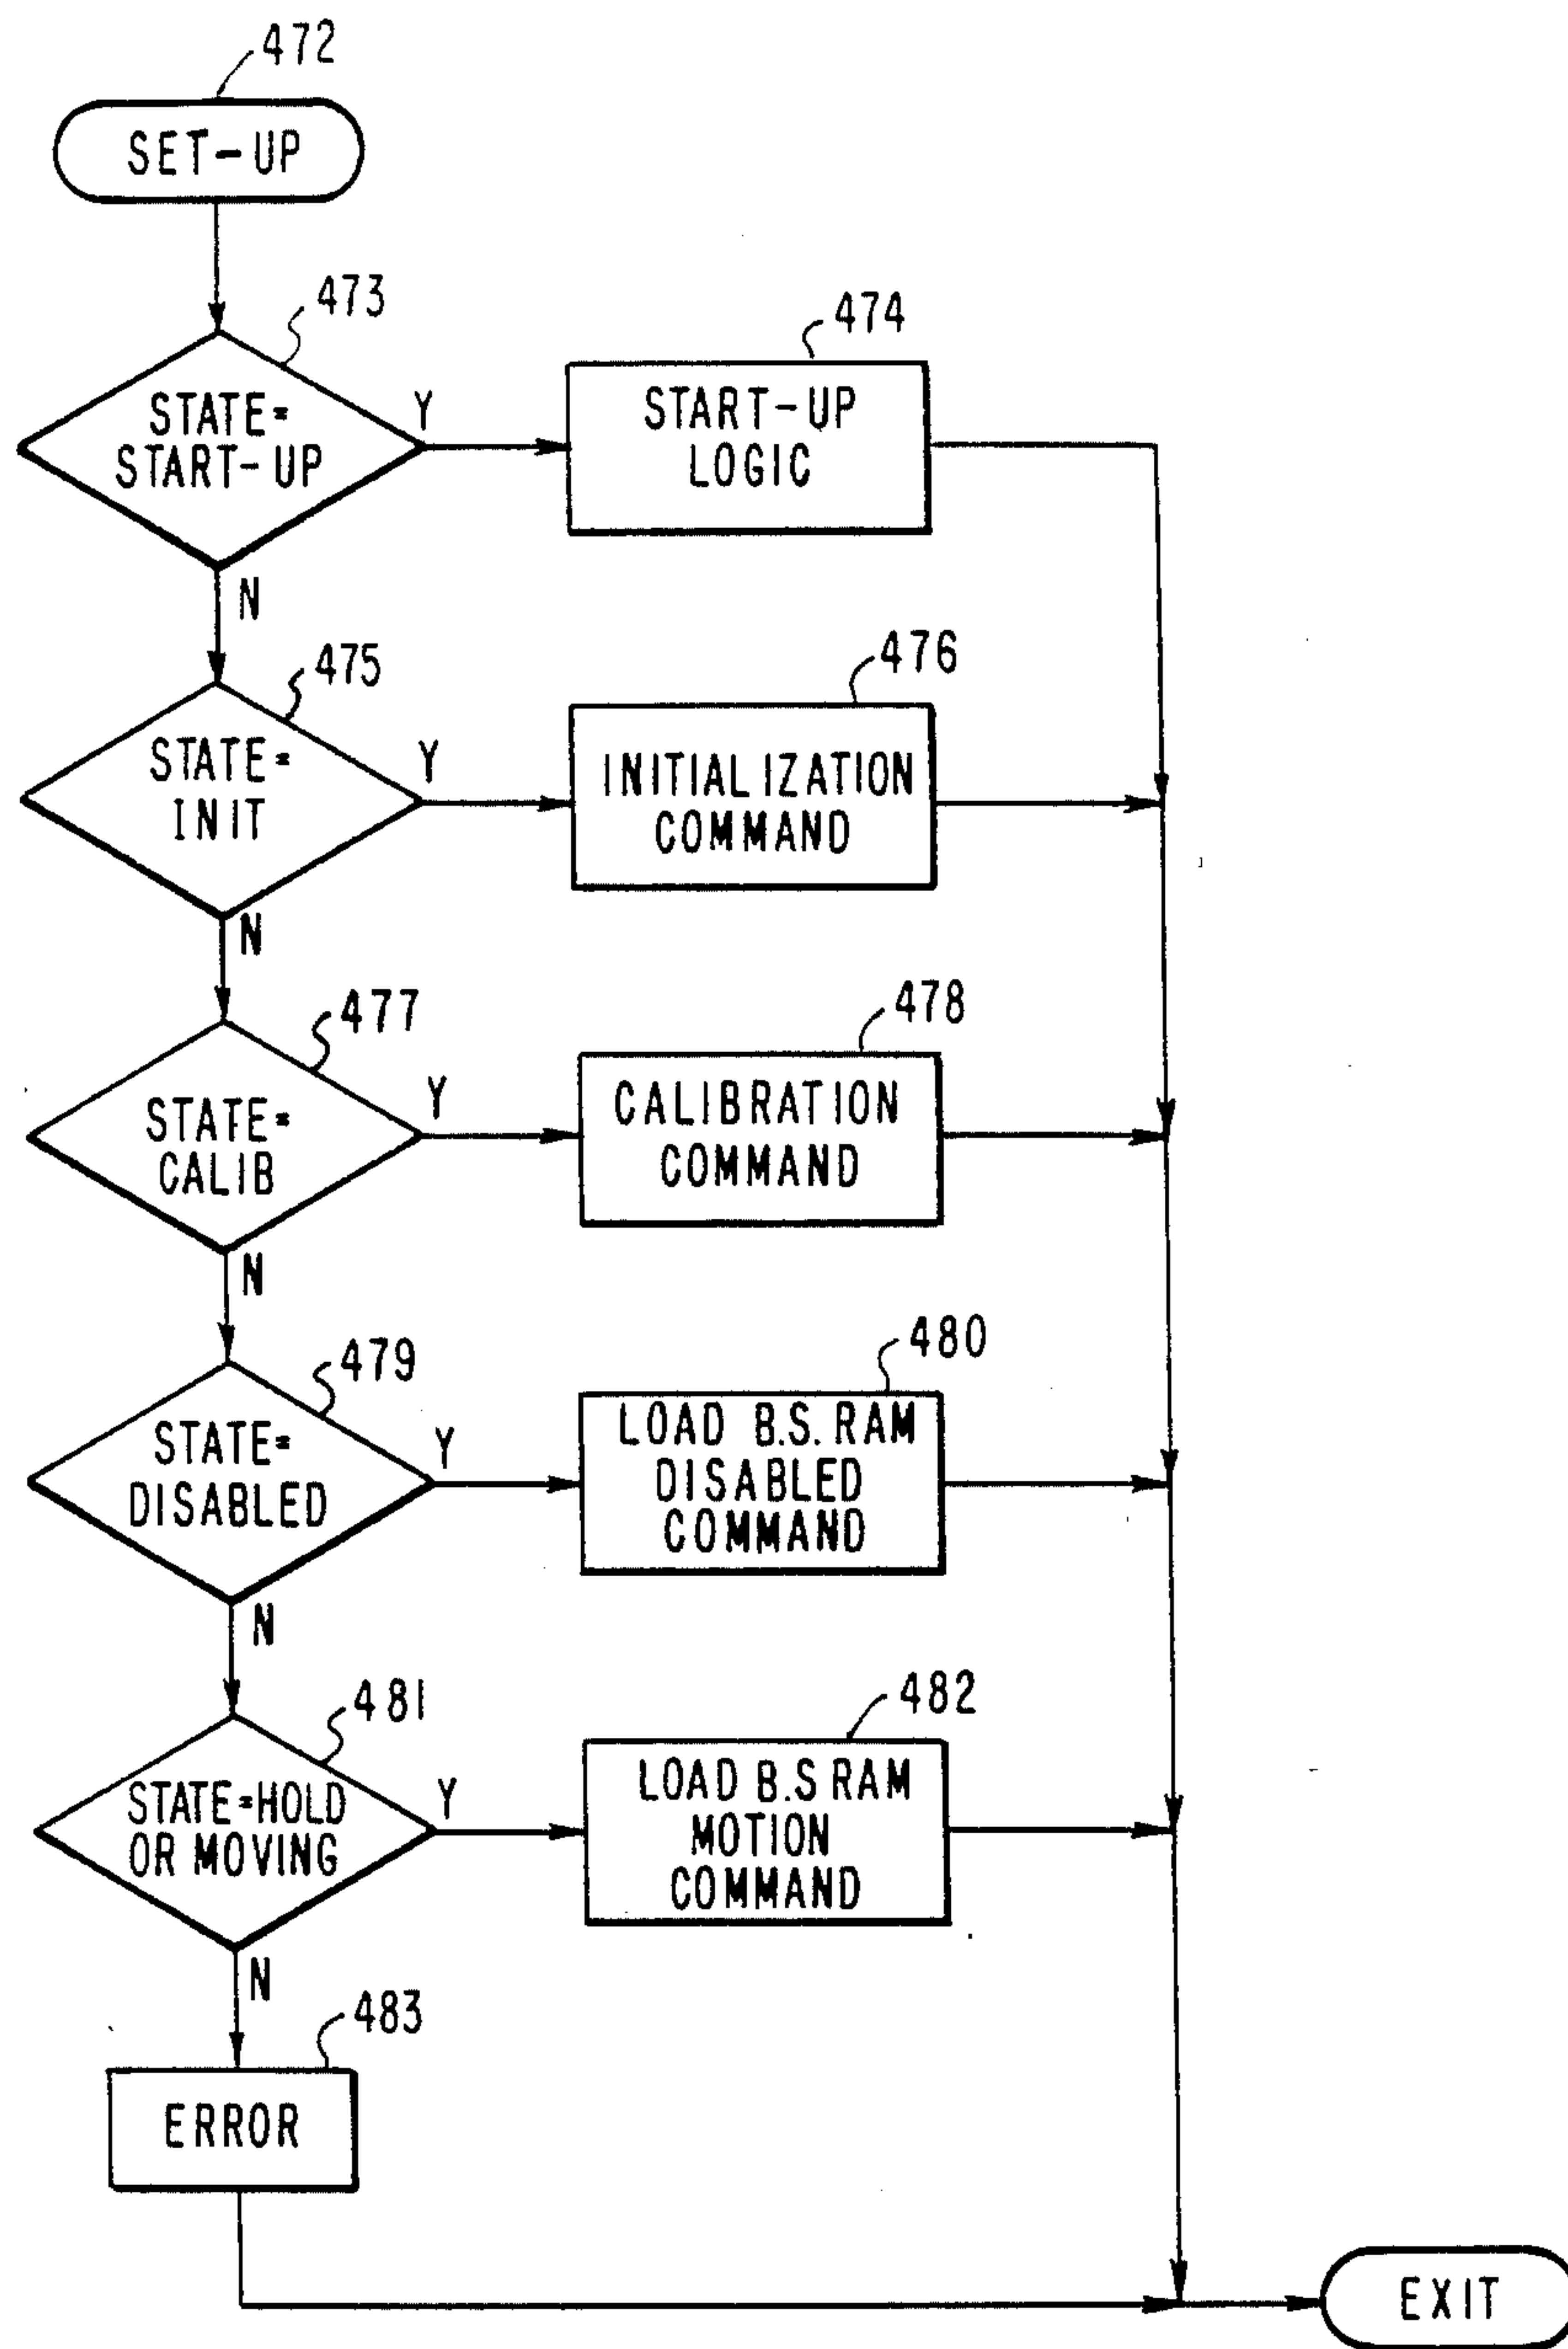 472
SET-UP
473
STATE=
START-UP
Y
N
474
START-UP
LOGIC
475
STATE=
INIT
Y
N
476
INITIALIZATION
COMMAND
477
STATE=
CALIB
Y
N
478
CALIBRATION
COMMAND
479
STATE=
DISABLED
Y
N
480
LOAD B.S. RAM
DISABLED
COMMAND
481
STATE=HOLD
OR MOVING
Y
N
482
LOAD B.S RAM
MOTION
COMMAND
483
ERROR
EXIT